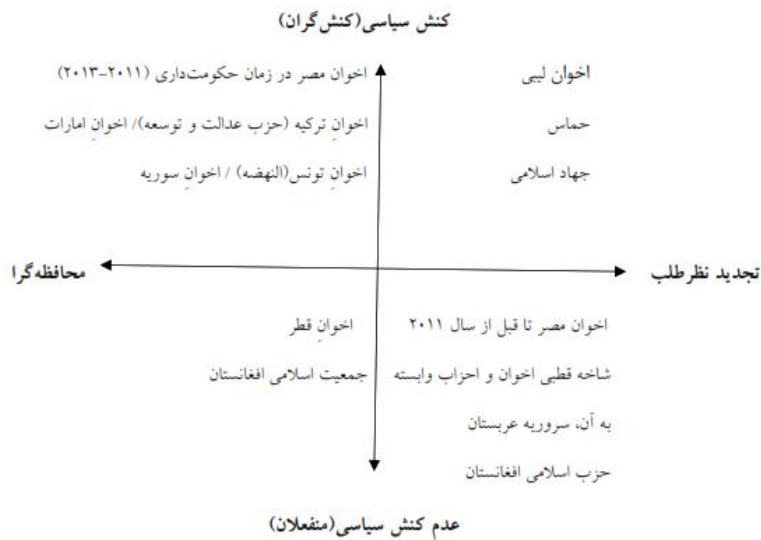 کنش سیاسی(کنش‌گران)
اخوان لیبی
اخوان مصر در زمان حکومت‌داری (۲۰۱۱-۲۰۱۳)
حماس
اخوانِ ترکیه (حزب عدالت و توسعه)/ اخوانِ امارات
جهاد اسلامی
اخوانِ تونس(النهضه) / اخوانِ سوریه
تجدید نظرطلب
محافظه‌گرا
اخوان مصر تا قبل از سال ۲۰۱۱
اخوانِ قطر
شاخه قطبی اخوان و احزاب وابسته
جمعیت اسلامی افغانستان
به آن، سروریه عربستان
حزب اسلامی افغانستان
عدم کنش سیاسی(منفعلان)